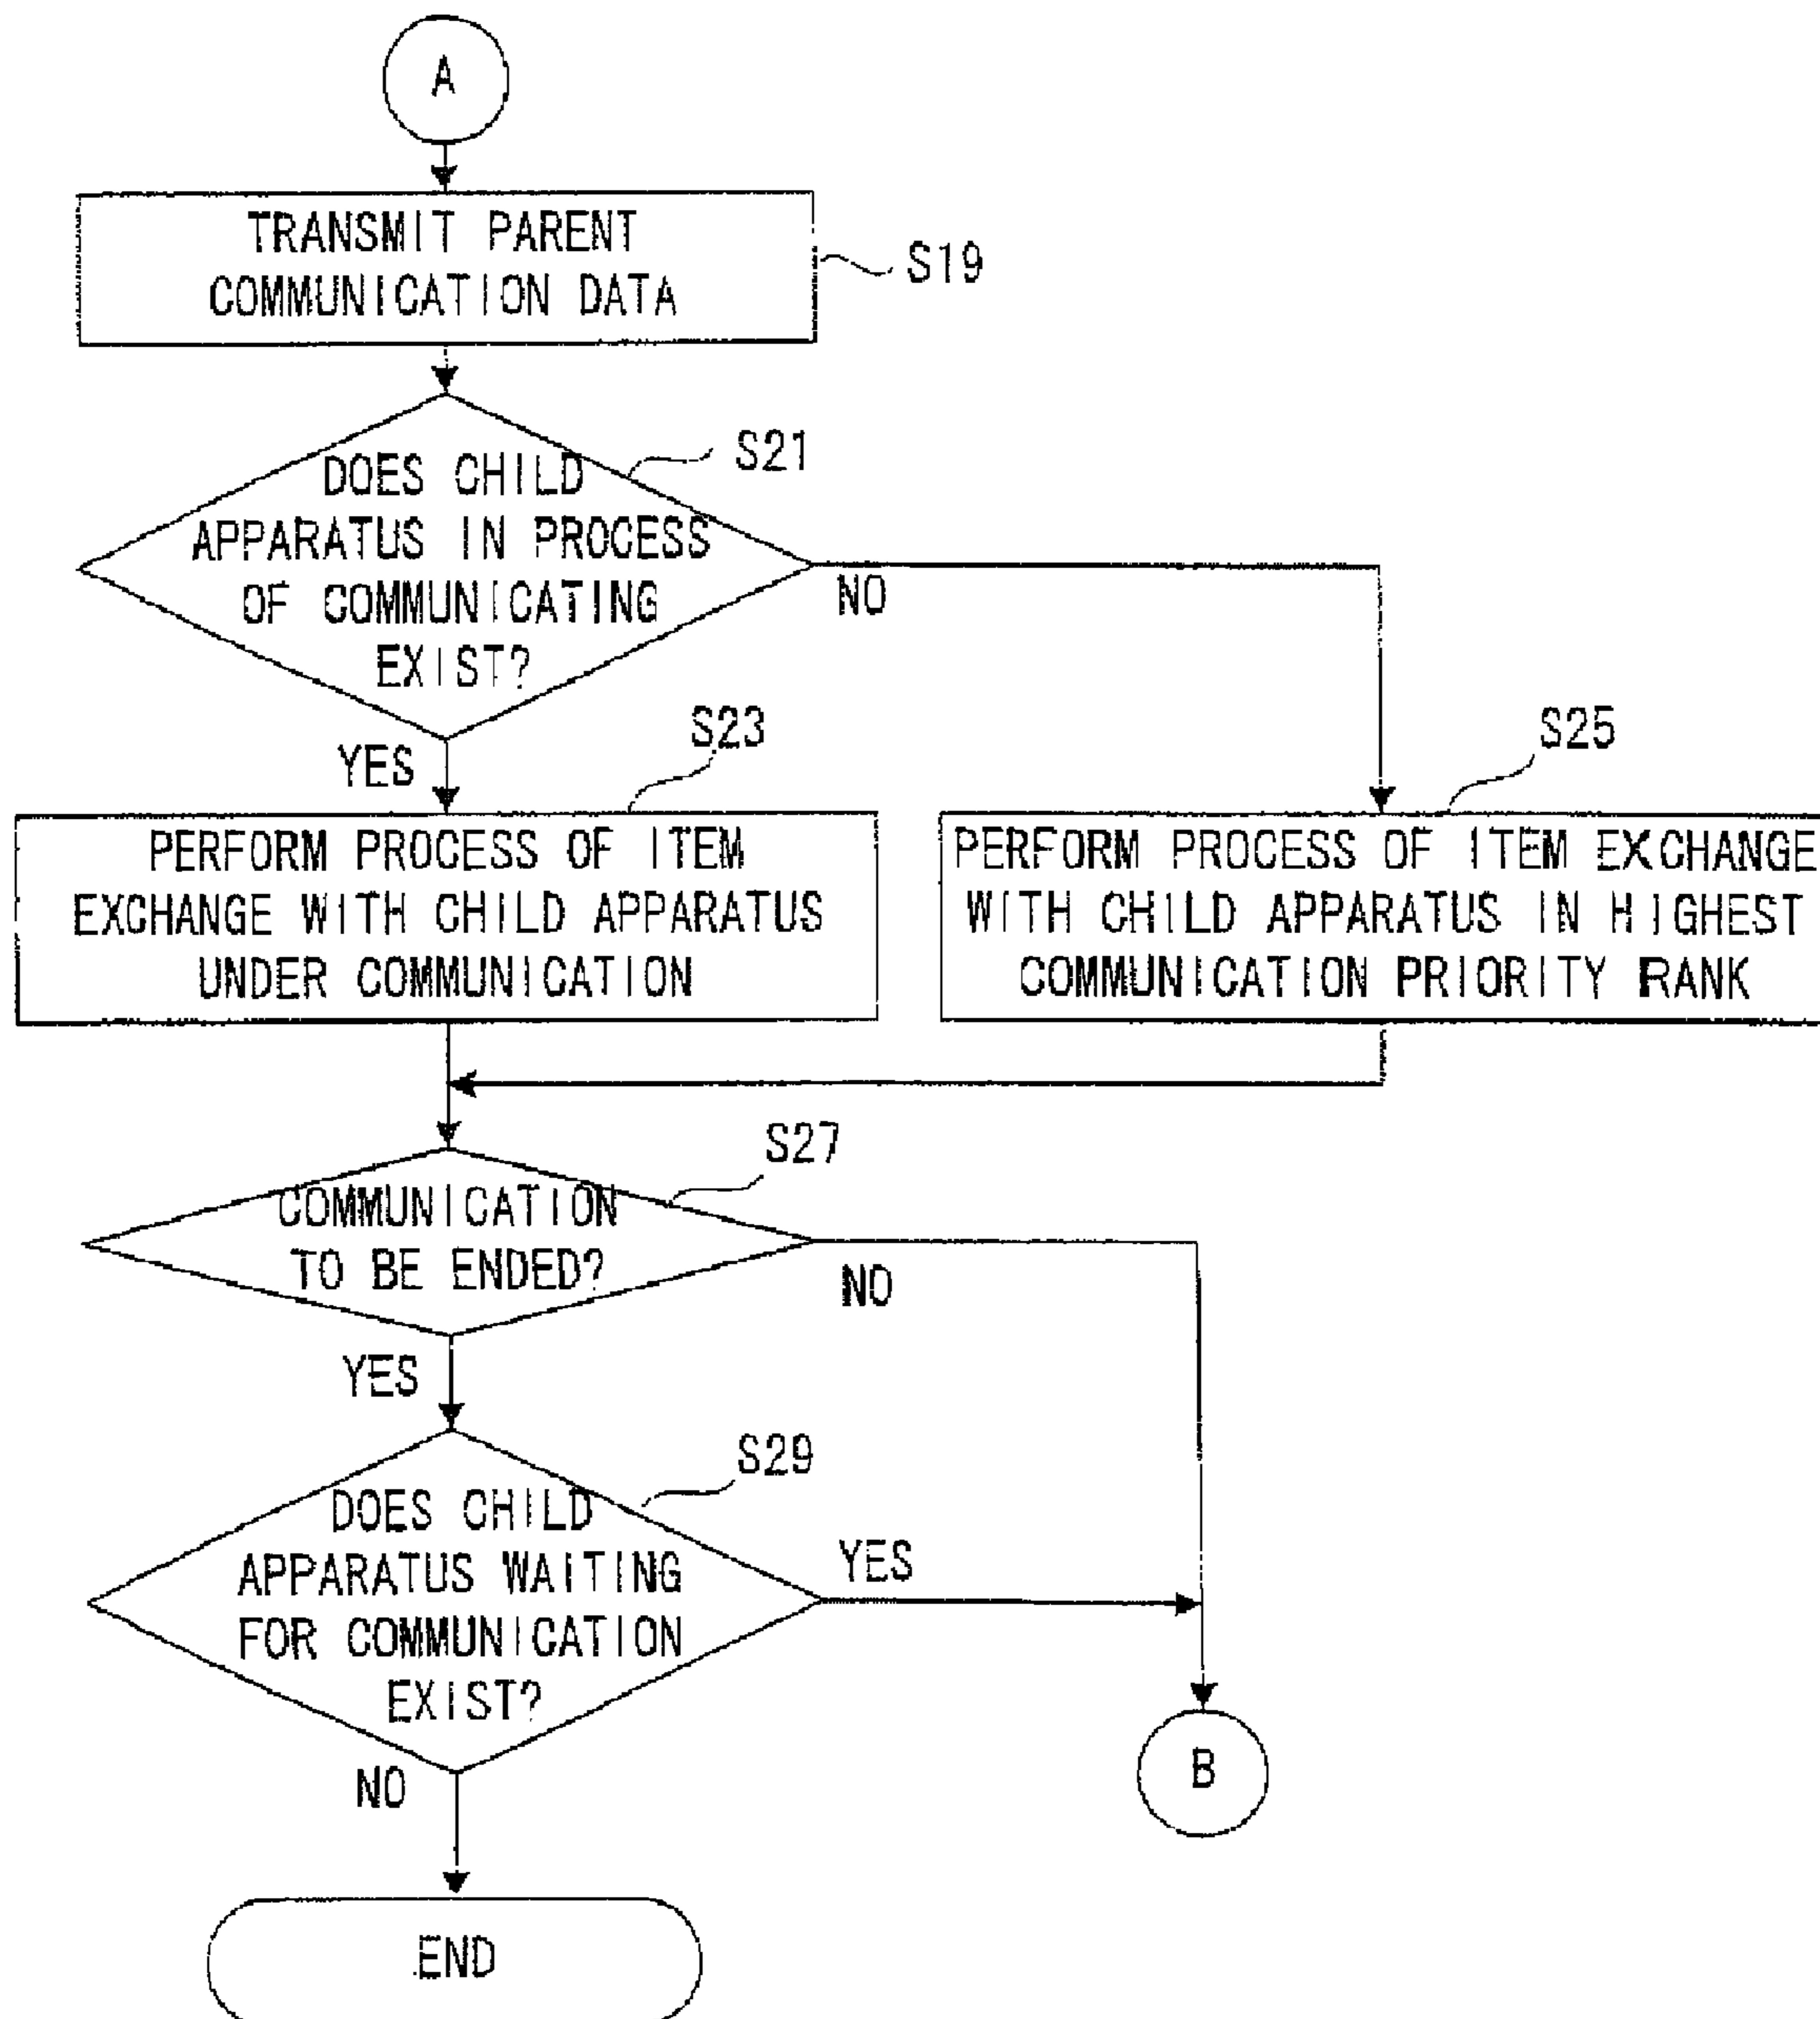 A
TRANSMIT PARENT
COMMUNICATION DATA
S19
S21
DOES CHILD
APPARATUS IN PROCESS
OF COMMUNICATING
EXIST?
NO
YES
S23
S25
PERFORM PROCESS OF ITEM
EXCHANGE WITH CHILD APPARATUS
UNDER COMMUNICATION
PERFORM PROCESS OF ITEM EXCHANGE
WITH CHILD APPARATUS IN HIGHEST
COMMUNICATION PRIORITY RANK
S27
COMMUNICATION
TO BE ENDED?
NO
YES
S29
DOES CHILD
APPARATUS WAITING
FOR COMMUNICATION
EXIST?
YES
NO
B
END